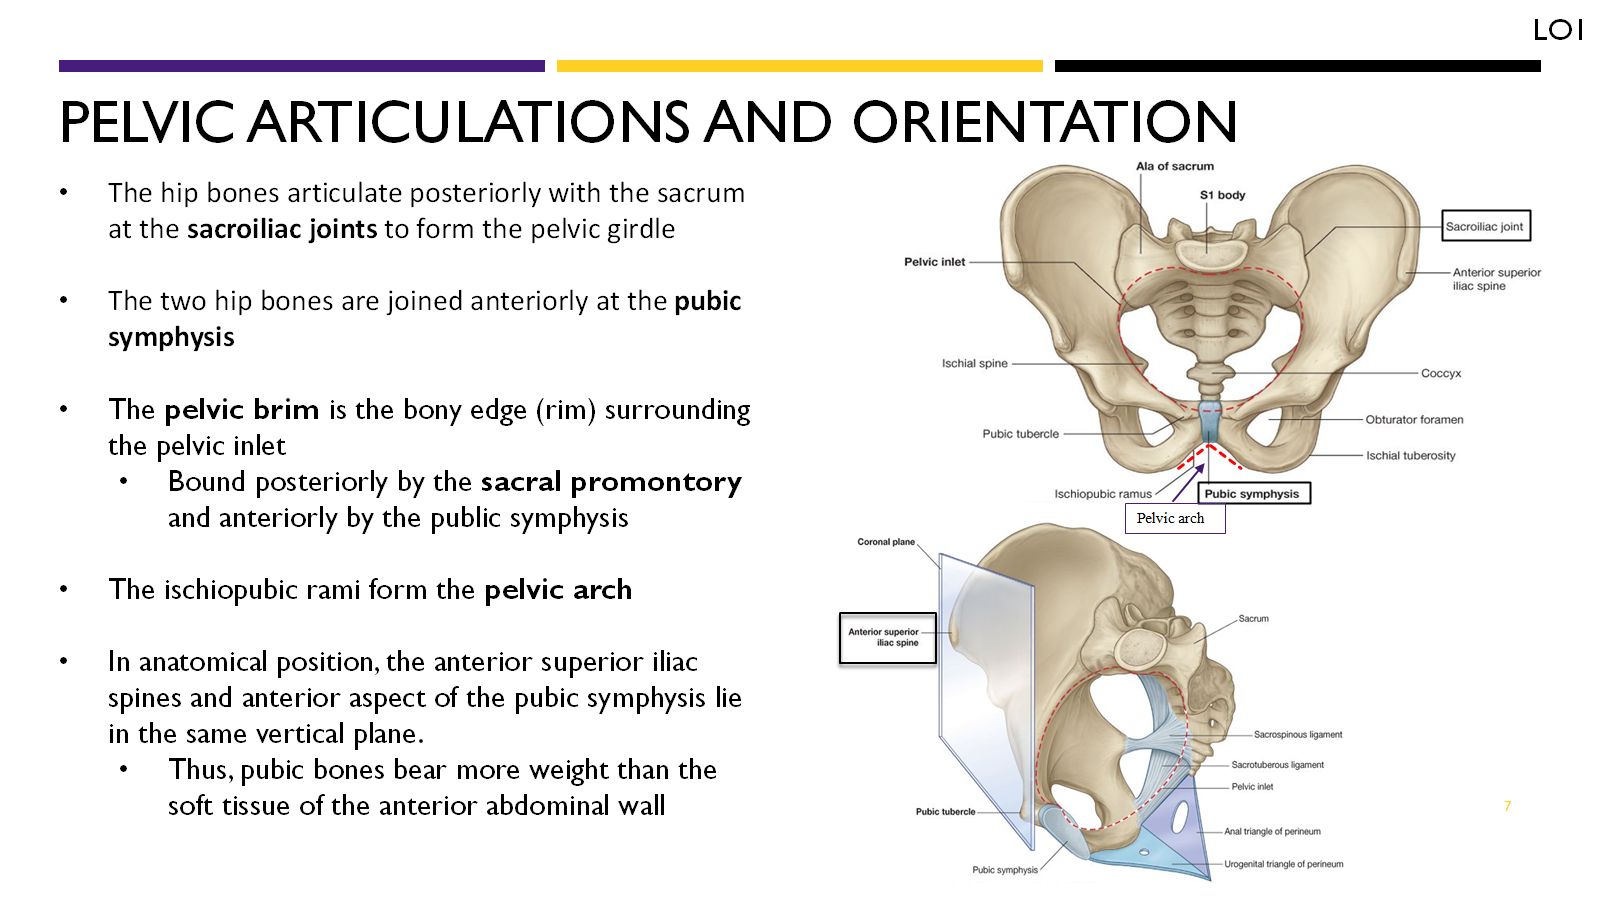 LO1
PELVIC ARTICULATIONS AND ORIENTATION
• The hip bones articulate posteriorly with the sacrum
at the sacroiliac joints to form the pelvic girdle
• The two hip bones are joined anteriorly at the pubic
symphysis
• The pelvic brim is the bony edge (rim) surrounding
the pelvic inlet
• Bound posteriorly by the sacral promontory
and anteriorly by the public symphysis
• The ischiopubic rami form the pelvic arch
• In anatomical position, the anterior superior iliac
spines and anterior aspect of the pubic symphysis lie
in the same vertical plane.
• Thus, pubic bones bear more weight than the
soft tissue of the anterior abdominal wall
Ala of sacrum
S1 body
Sacroiliac joint
Pelvic inlet
Anterior superior
iliac spine
Ischial spine
Coccyx
Obturator foramen
Pubic tubercle
Ischial tuberosity
Ischiopubic ramus
Pubic symphysis
Pelvic arch
Coronal plane
Anterior superior
iliac spine
Sacrum
Sacrospinous ligament
Sacrotuberous ligament
Pelvic inlet
Pubic tubercle
Anal triangle of perineum
Urogenital triangle of perineum
Pubic symphysis
7